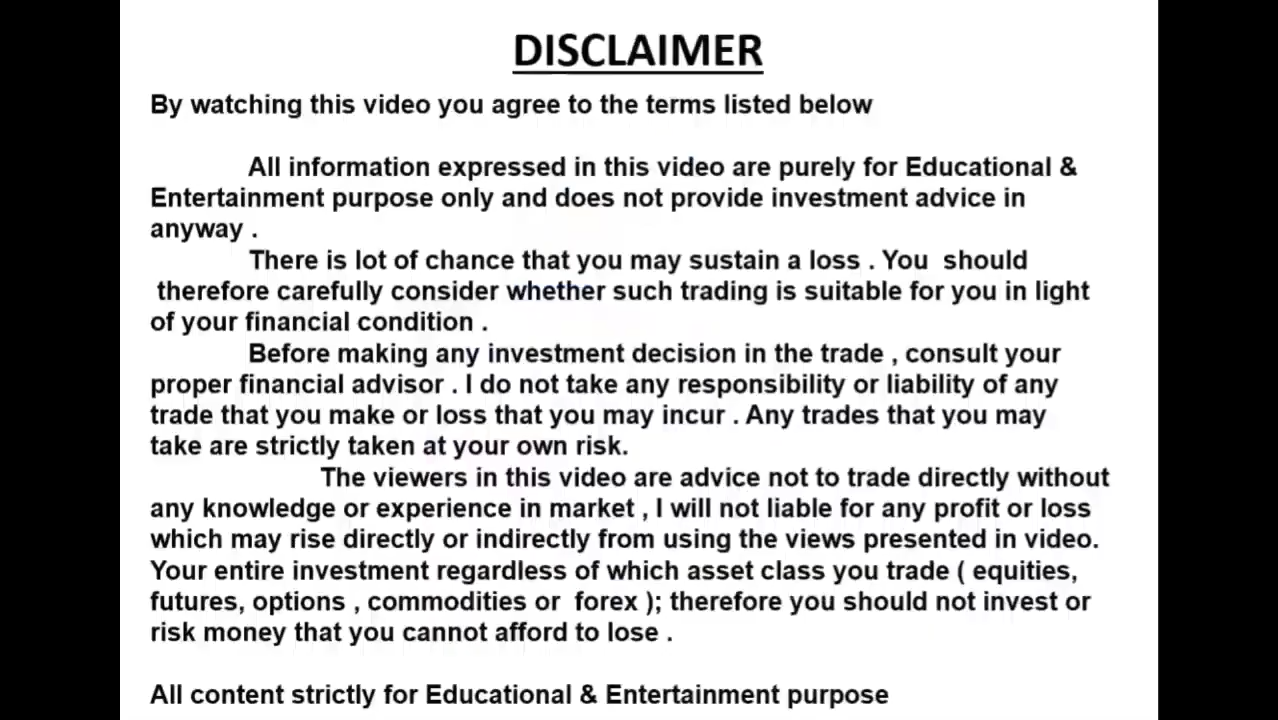 DISCLAIMER
By watching this video you agree to the terms listed below
All information expressed in this video are purely for Educational &
Entertainment purpose only and does not provide investment advice in
anyway .
There is lot of chance that you may sustain a loss . You  should
therefore carefully consider whether such trading is suitable for you in light
of your financial condition .
Before making any investment decision in the trade , consult your
proper financial advisor . I do not take any responsibility or liability of any
trade that you make or loss that you may incur . Any trades that you may
take are strictly taken at your own risk.
The viewers in this video are advice not to trade directly without
any knowledge or experience in market , I will not liable for any profit or loss
which may rise directly or indirectly from using the views presented in video.
Your entire investment regardless of which asset class you trade ( equities,
futures, options , commodities or  forex ); therefore you should not invest or
risk money that you cannot afford to lose .
All content strictly for Educational & Entertainment purpose